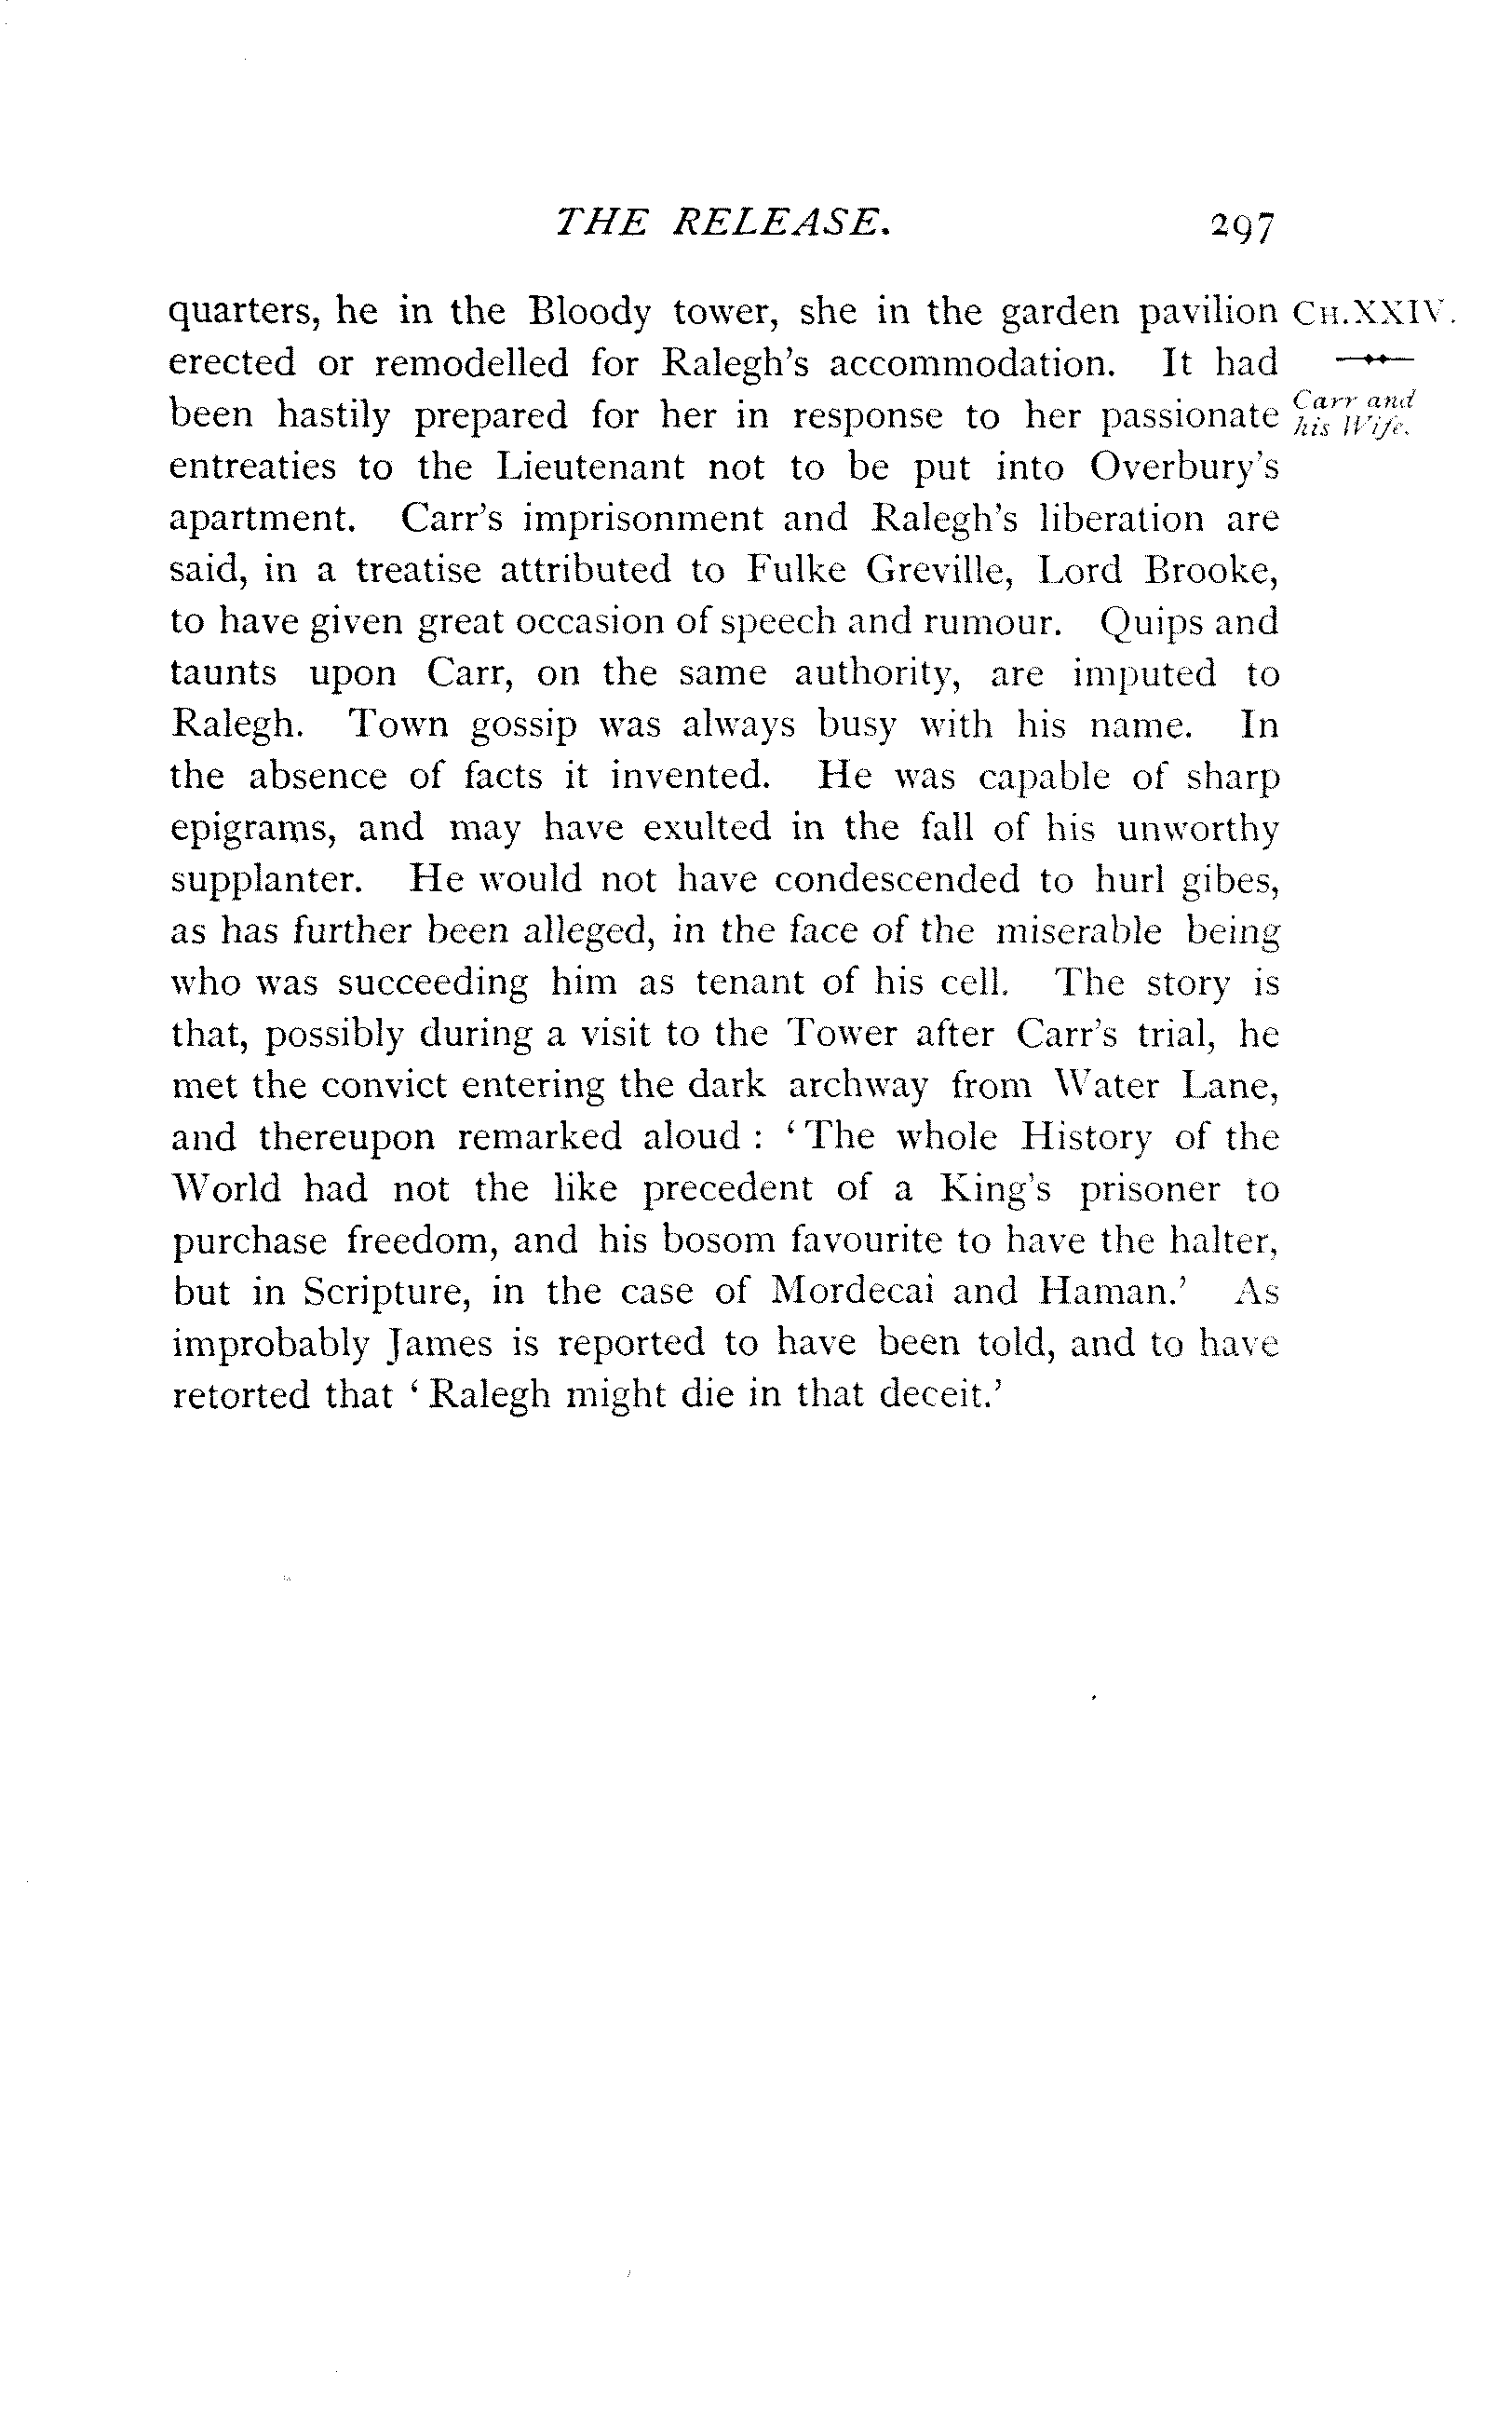 THE RELEASE. 297
quarters, he in the Bloody tower, she in the garden pavilion CH. XXIV.
erected or remodelled for Ralegh's accommodation. It had
been hastily prepared for her in response to her passionate Carr and
his Wife.
entreaties to the Lieutenant not to be put into Overbury's
apartment. Carr's imprisonment and Ralegh's liberation are
said, in a treatise attributed to Fulke Greville, Lord Brooke,
to have given great occasion of speech and rumour. Quips and
taunts upon Carr, on the same authority, are imputed to
Ralegh. Town gossip was always busy with his name. In
the absence of facts it invented. He was capable of sharp
epigrams, and may have exulted in the fall of his unworthy
supplanter. He would not have condescended to hurl gibes,
as has further been alleged, in the face of the miserable being
who was succeeding him as tenant of his cell. The story is
that, possibly during a visit to the Tower after Carr's trial, he
met the convict entering the dark archway from Water Lane,
and thereupon remarked aloud : ‘The whole History of the
World had not the like precedent of a King's prisoner to
purchase freedom, and his bosom favourite to have the halter,
but in Scripture, in the case of Mordecai and Haman.’ As
improbably James is reported to have been told, and to have
retorted that ‘Ralegh might die in that deceit.’